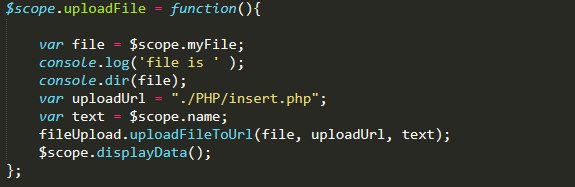 $scope.uploadFile = function(){
var file = $scope.myFile;
console.log('file is ' );
console.dir(file);
var uploadUrl = "./PHP/insert.php";
var text = $scope.name;
fileUpload.uploadFileToUrl(file, uploadUrl, text);
$scope.displayData();
};